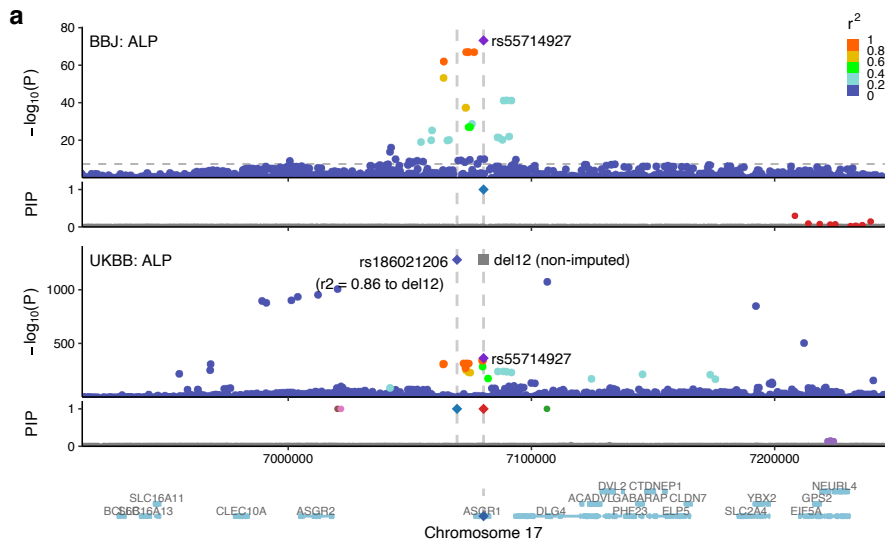 a
BBJ: ALP
rs55714927
r2
1
0.8
0.6
0.4
0.2
0
80
60
40
20
−log10(P)
1
0
PIP
UKBB: ALP
rs186021206
(r2 = 0.86 to del12)
del12 (non-imputed)
rs55714927
1000
500
−log10(P)
1
0
PIP
7000000 7100000 7200000
DVL2 CTDNEP1 NEURL4
SLC16A11 ACADVL GABARAP CLDN7 YBX2 GPS2
SLC16A13 CLEC10A ASGR2 ASGR1 DLG4 PHF23 ELP5 SLC2A4 EIF5A
Chromosome 17